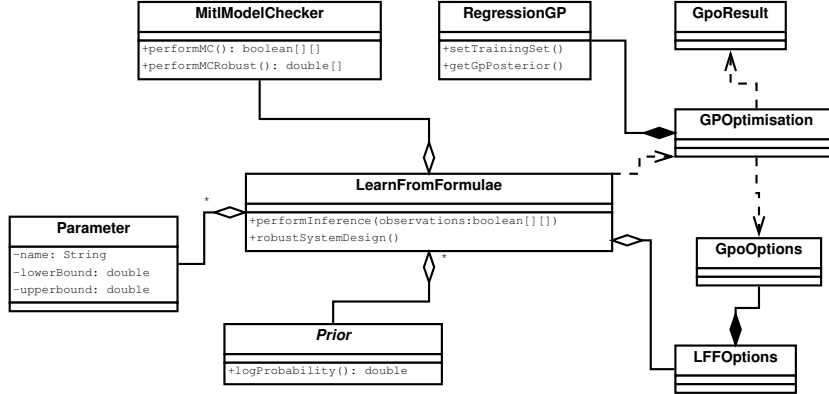 MitlModelChecker
+performMC(): boolean[][]
+performMCRobust(): double[]
RegressionGP
+setTrainingSet()
+getGpPosterior()
GpoResult
GPOptimisation
LearnFromFormulae
+performInference(observations:boolean[][])
+robustSystemDesign()
*
Parameter
-name: String
-lowerBound: double
-upperbound: double
*
GpoOptions
Prior
+logProbability(): double
LFFOptions